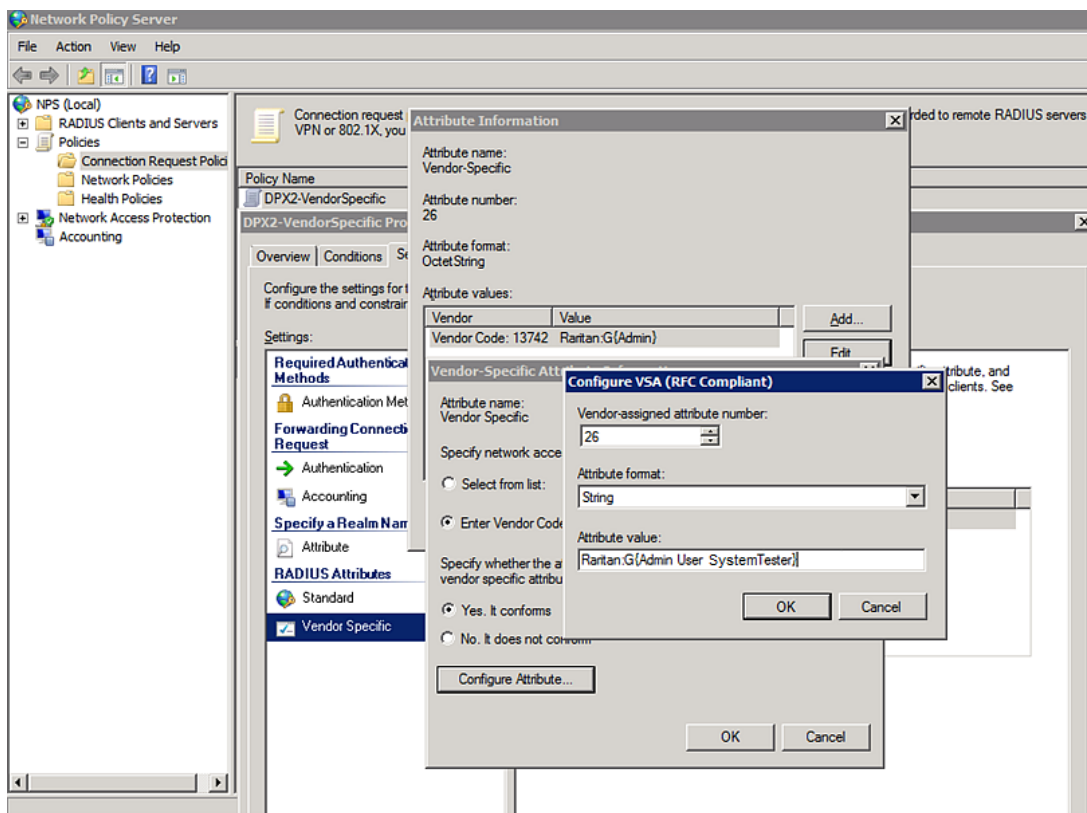 Network Policy Server
File Action View Help
NPS (Local)
RADIUS Clients and Servers
Policies
Connection Request Polici
Network Policies
Health Policies
Network Access Protection
Accounting
Connection request
VPN or 802.1X, you
rded to remote RADIUS servers
Policy Name
DPX2-VendorSpecific
DPX2-VendorSpecific Pro
Overview Conditions Se
Configure the settings for t
If conditions and constrair
Settings:
Required Authenticat
Methods
Authentication Met
Forwarding Connecti
Request
Authentication
Accounting
Specify a Realm Nam
Attribute
RADIUS Attributes
Standard
Vendor Specific
ttribute, and
clients. See
Attribute Information
Attribute name:
Vendor-Specific
Attribute number:
26
Attribute format:
OctetString
Attribute values:
Vendor Value
Vendor Code: 13742 Raritan:G{Admin}
Add...
Edit
Vendor-Specific Att
Attribute name:
Vendor Specific
Specify network acce
Select from list:
Enter Vendor Code
Specify whether the a
vendor specific attribu
Yes. It conforms
No. It does not conform
Configure Attribute...
OK Cancel
Configure VSA (RFC Compliant)
Vendor-assigned attribute number:
26
Attribute format:
String
Attribute value:
Raritan:G{Admin User SystemTester}
OK Cancel